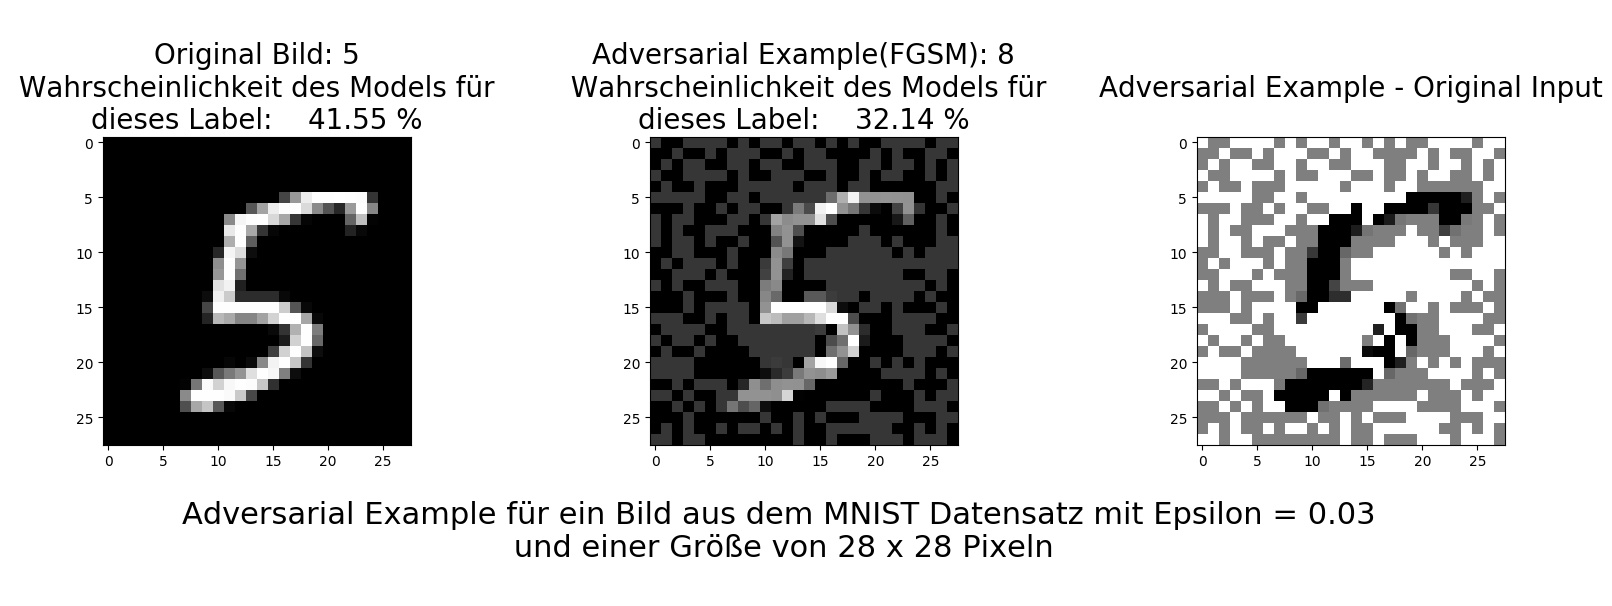 Original Bild: 5
Wahrscheinlichkeit des Models für
dieses Label: 41.55 %
Adversarial Example(FGSM): 8
Wahrscheinlichkeit des Models für
dieses Label: 32.14 %
Adversarial Example - Original Input
0
5
10
15
20
25
0 5 10 15 20 25
0
5
10
15
20
25
0 5 10 15 20 25
0
5
10
15
20
25
0 5 10 15 20 25
Adversarial Example für ein Bild aus dem MNIST Datensatz mit Epsilon = 0.03
und einer Größe von 28 x 28 Pixeln